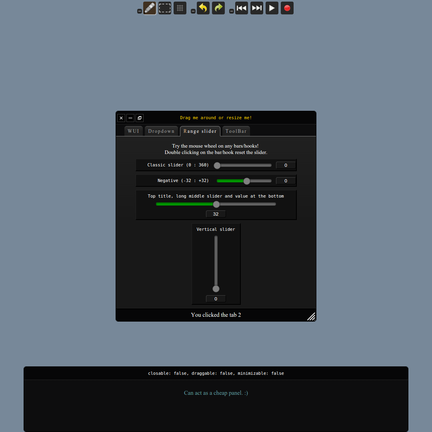 Drag me around or resize me!
WUI Dropdown Range slider ToolBar
Try the mouse wheel on any bars/hooks!
Double clicking on the bar/hook reset the slider.
Classic slider (0 : 360) 0
Negative (-32 : +32) 0
Top title, long middle slider and value at the bottom
32
Vertical slider
0
You clicked the tab 2
closable: false, draggable: false, minimizable: false
Can act as a cheap panel. :)